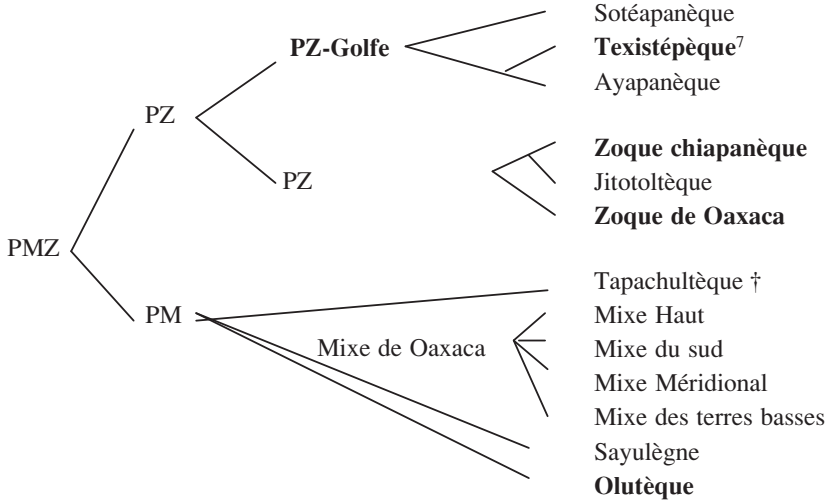 Sotéapanèque
PZ-Golfe
Texistépèque⁷
Ayapanèque
PZ
Zoque chiapanèque
PZ
Jitotoltèque
Zoque de Oaxaca
PMZ
Tapachultèque †
PM
Mixe Haut
Mixe de Oaxaca
Mixe du sud
Mixe Méridional
Mixe des terres basses
Sayulègne
Olutèque